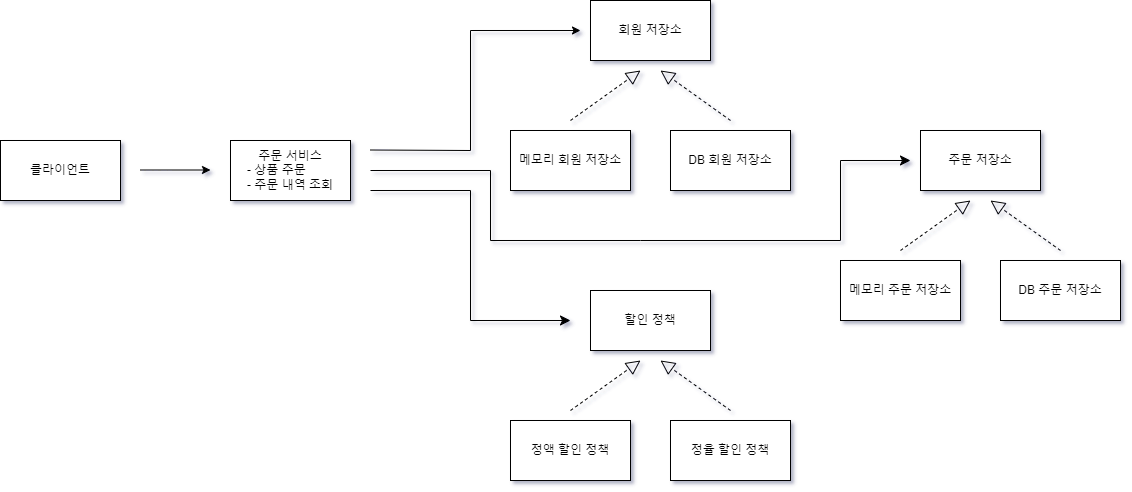 회원 저장소
메모리 회원 저장소
DB 회원 저장소
클라이언트
주문 서비스
- 상품 주문
- 주문 내역 조회
주문 저장소
메모리 주문 저장소
DB 주문 저장소
할인 정책
정액 할인 정책
정율 할인 정책